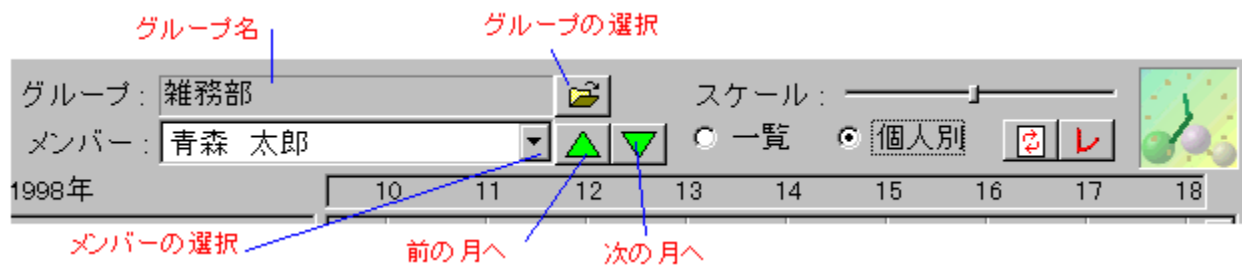 グループ名
グループの選択
グループ: 雑務部
スケール:
メンバー: 青森 太郎
一覧
個人別
1998年
10 11 12 13 14 15 16 17 18
メンバーの選択
前の月へ
次の月へ